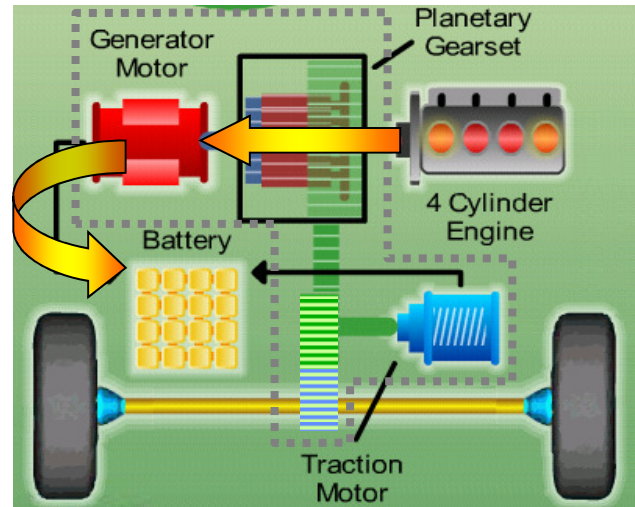 Planetary
Gearset
Generator
Motor
4 Cylinder
Engine
Battery
Traction
Motor